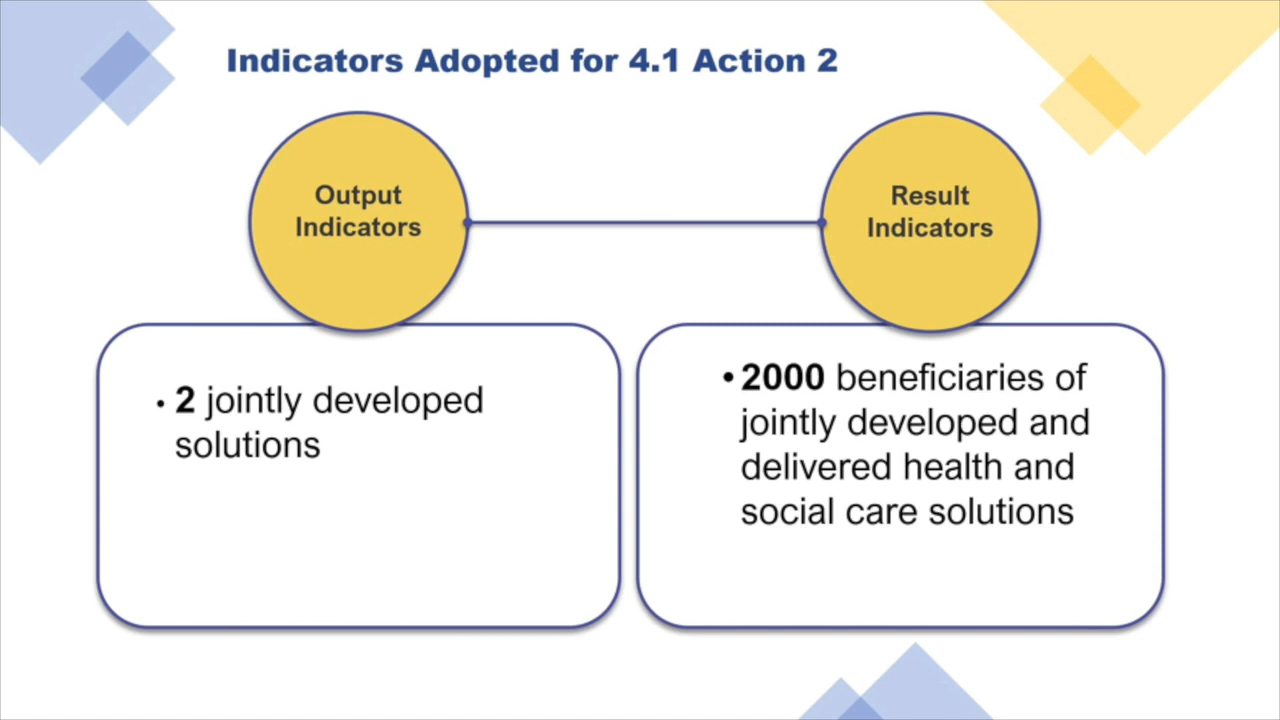 Indicators Adopted for 4.1 Action 2
Output
Indicators
Result
Indicators
• 2 jointly developed
solutions
• 2000 beneficiaries of
jointly developed and
delivered health and
social care solutions